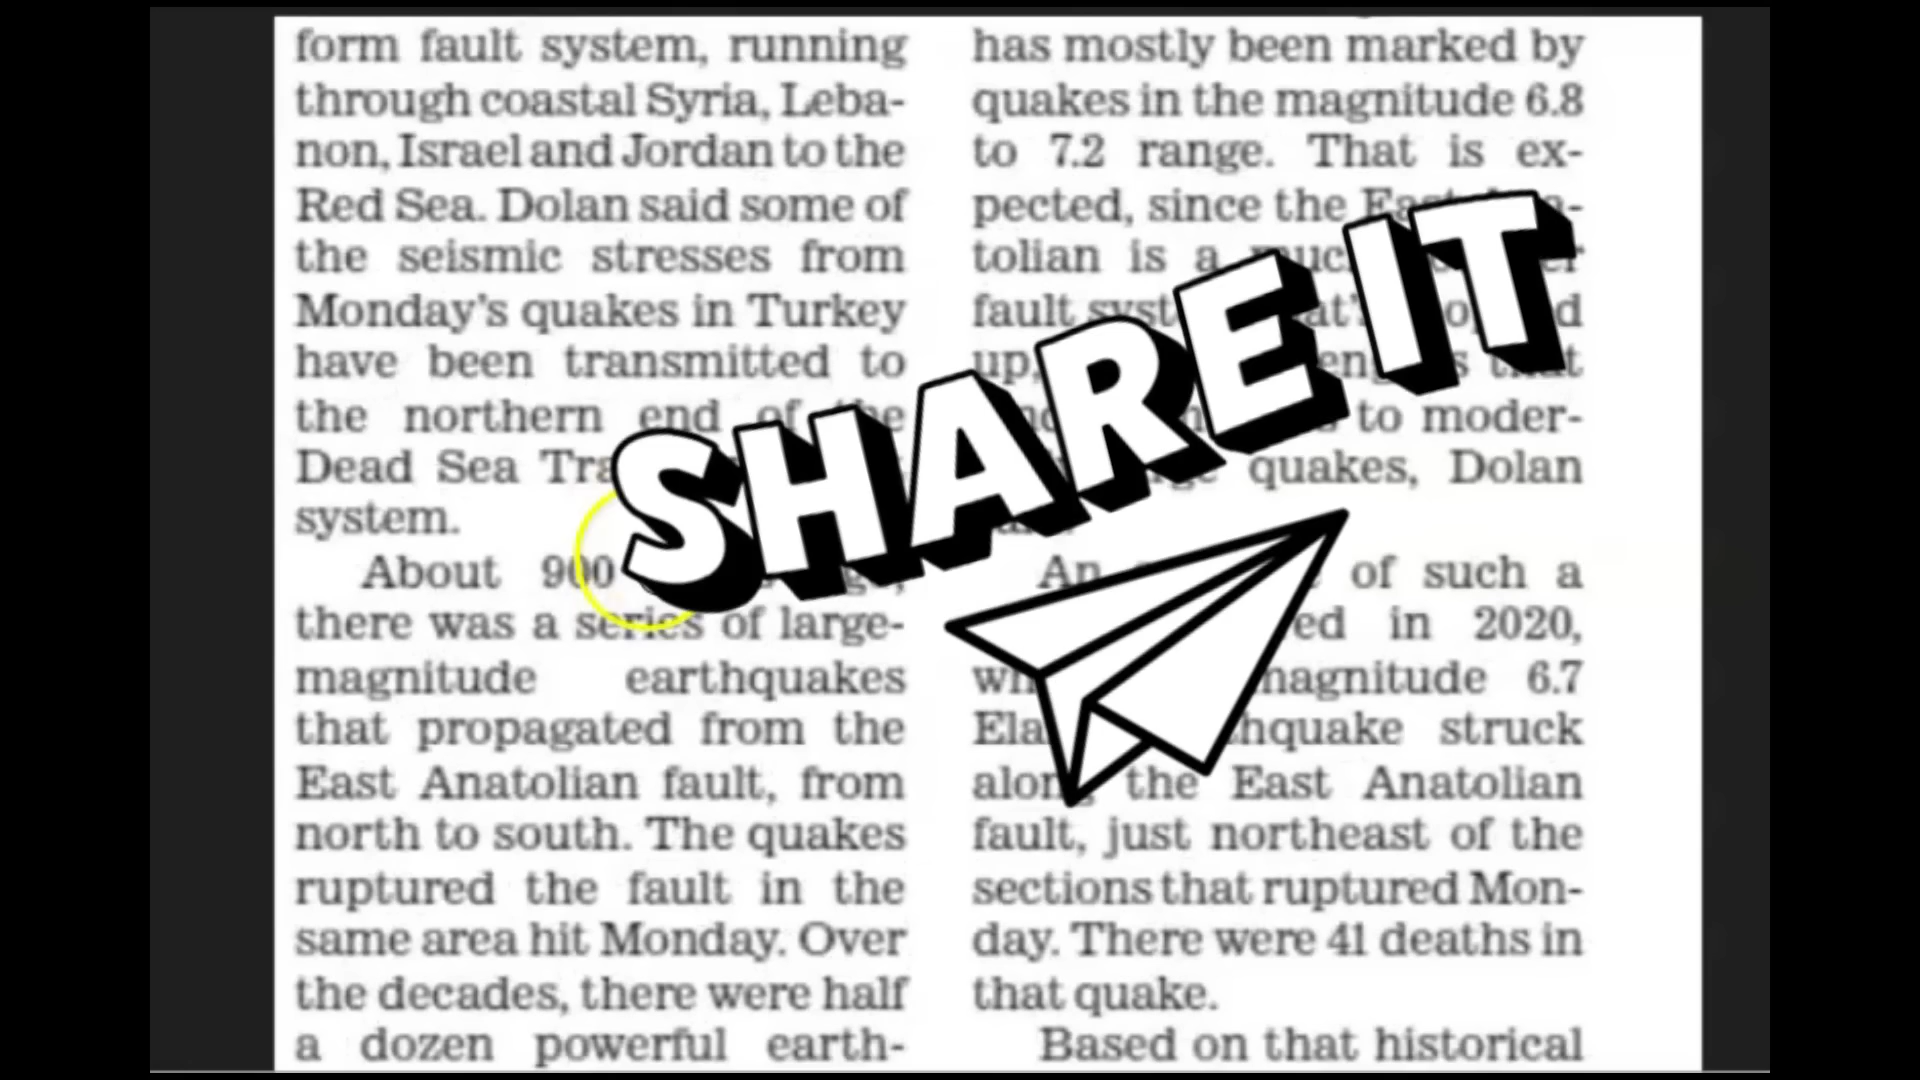 form fault system, running
through coastal Syria, Leba-
non, Israel and Jordan to the
Red Sea. Dolan said some of
the seismic stresses from
Monday's quakes in Turkey
have been transmitted to
the northern end of the
Dead Sea
system.
About 900
there was a series of large-
magnitude earthquakes
that propagated from the
East Anatolian fault, from
north to south. The quakes
ruptured the fault in the
same area hit Monday. Over
the decades, there were half
a dozen powerful earth-
has mostly been marked by
quakes in the magnitude 6.8
to 7.2 range. That is ex-
pected, since the East
tolian is a
fault
up,
to moder-
quakes, Dolan
An of such a
in 2020,
magnitude 6.7
struck
along the East Anatolian
fault, just northeast of the
sections that ruptured Mon-
day. There were 41 deaths in
that quake.
Based on that historical
SHARE IT